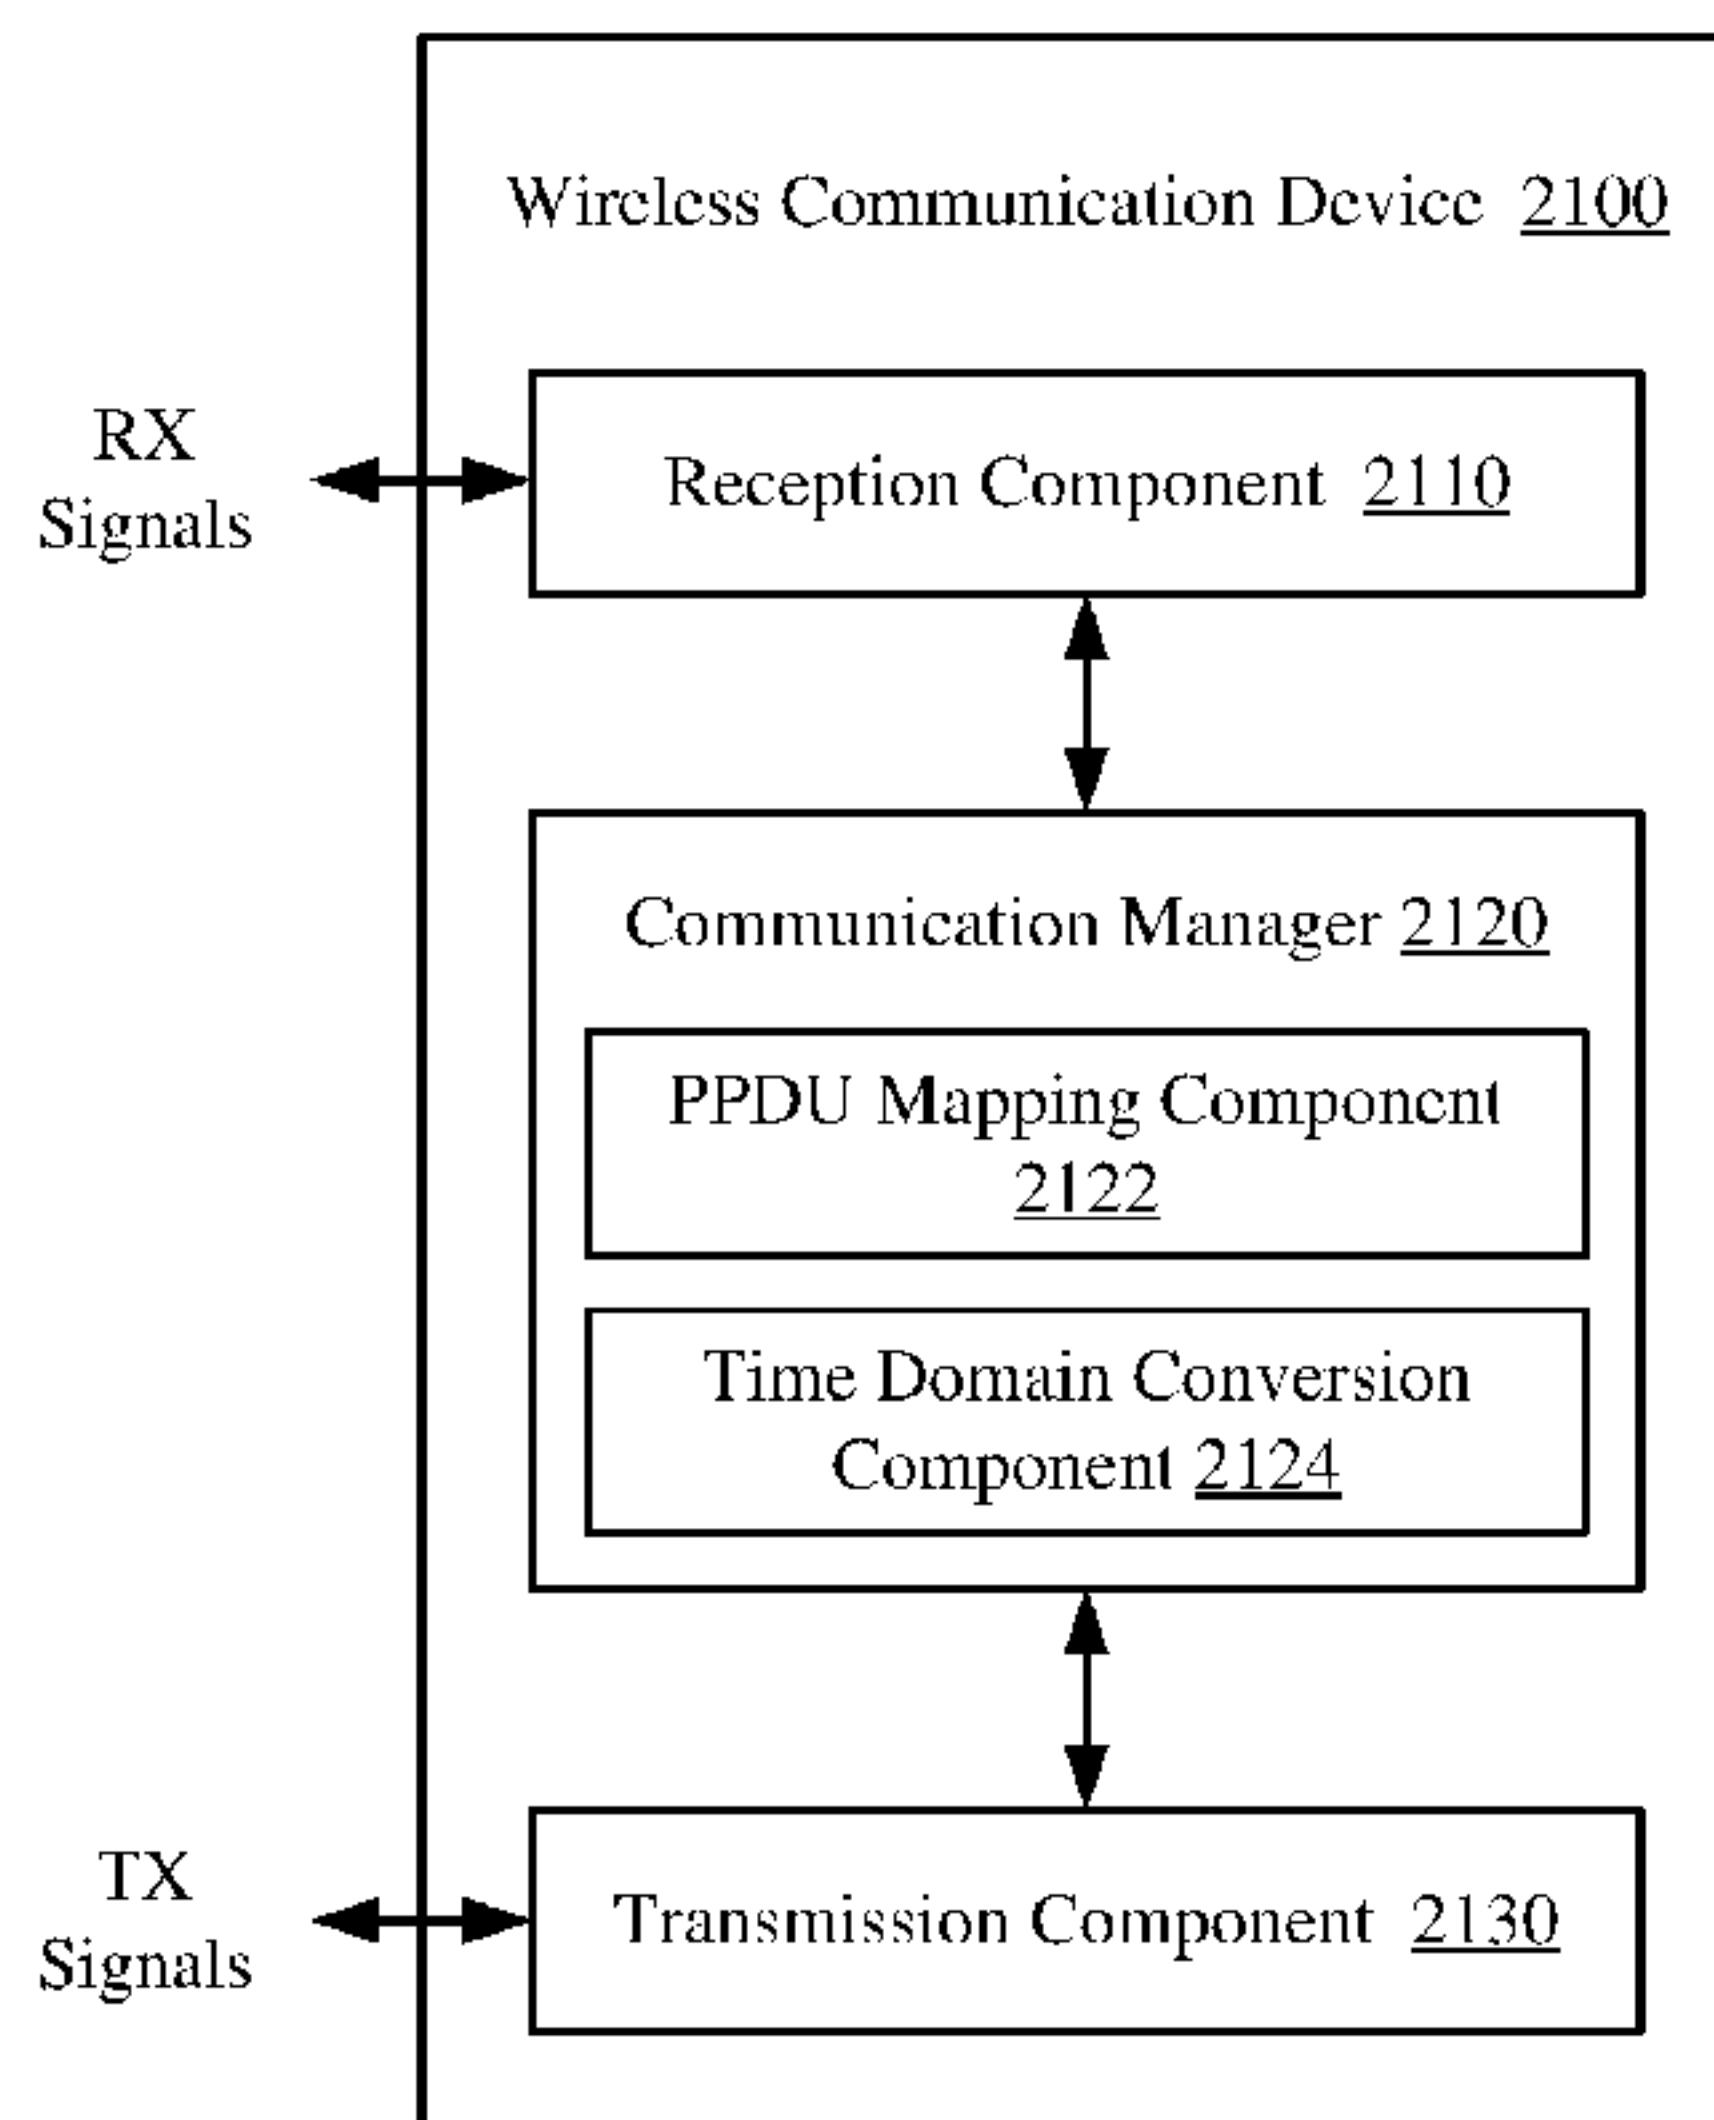 Wireless Communication Device 2100
RX
Signals
Reception Component 2110
Communication Manager 2120
PPDU Mapping Component
2122
Time Domain Conversion
Component 2124
TX
Signals
Transmission Component 2130